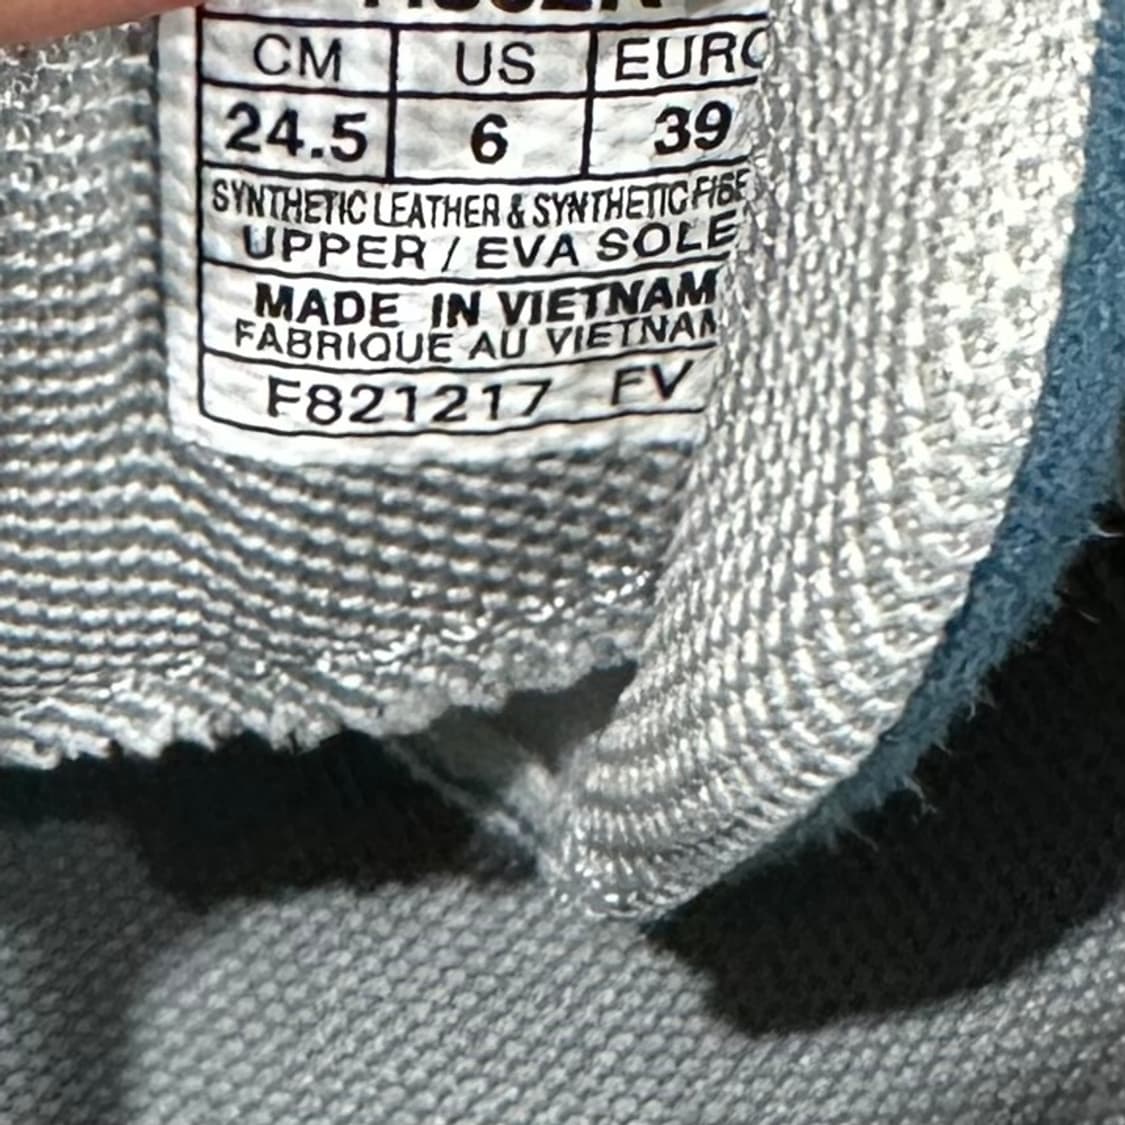 CM US EURO
24.5 6 39
SYNTHETIC LEATHER & SYNTHETIC FIBE
UPPER / EVA SOLE
MADE IN VIETNAM
FABRIQUE AU VIETNAM
F821217 FV